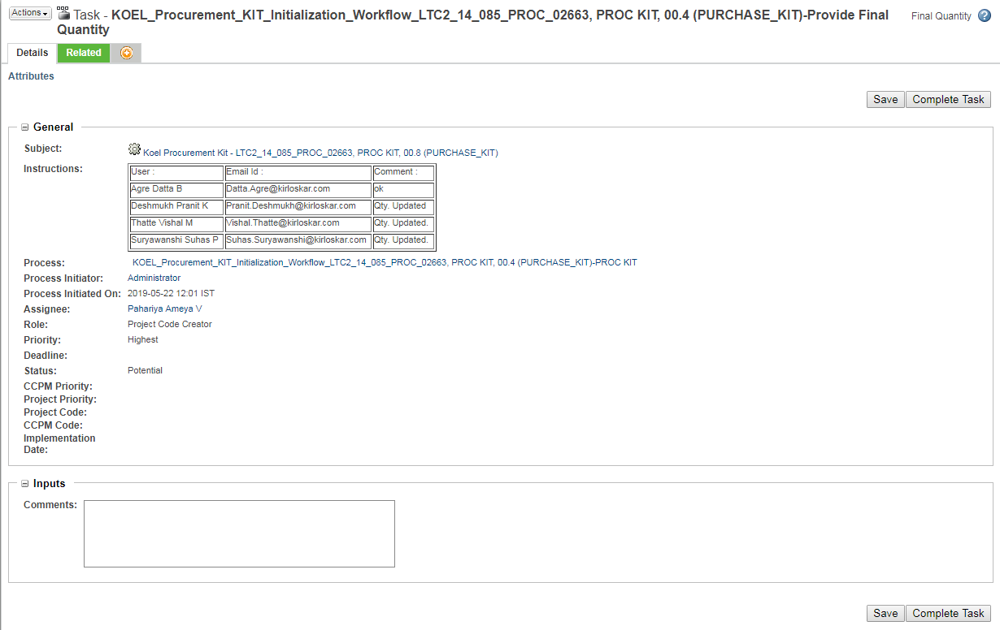 Actions
Task - KOEL_Procurement_KIT_Initialization_Workflow_LTC2_14_085_PROC_02663, PROC KIT, 00.4 (PURCHASE_KIT)-Provide Final
Quantity
Final Quantity ?
Details Related
Attributes
Save Complete Task
General
Subject: Koel Procurement Kit - LTC2_14_085_PROC_02663, PROC KIT, 00.8 (PURCHASE_KIT)
Instructions:
User : Email Id : Comment :
Agre Datta B Datta.Agre@kirloskar.com ok
Deshmukh Pranit K Pranit.Deshmukh@kirloskar.com Qty. Updated
Thatte Vishal M Vishal.Thatte@kirloskar.com Qty. Updated.
Suryawanshi Suhas P Suhas.Suryawanshi@kirloskar.com Qty. Updated.
Process: KOEL_Procurement_KIT_Initialization_Workflow_LTC2_14_085_PROC_02663, PROC KIT, 00.4 (PURCHASE_KIT)-PROC KIT
Process Initiator: Administrator
Process Initiated On: 2019-05-22 12:01 IST
Assignee: Pahariya Ameya V
Role: Project Code Creator
Priority: Highest
Deadline:
Status: Potential
CCPM Priority:
Project Priority:
Project Code:
CCPM Code:
Implementation
Date:
Inputs
Comments:
Save Complete Task